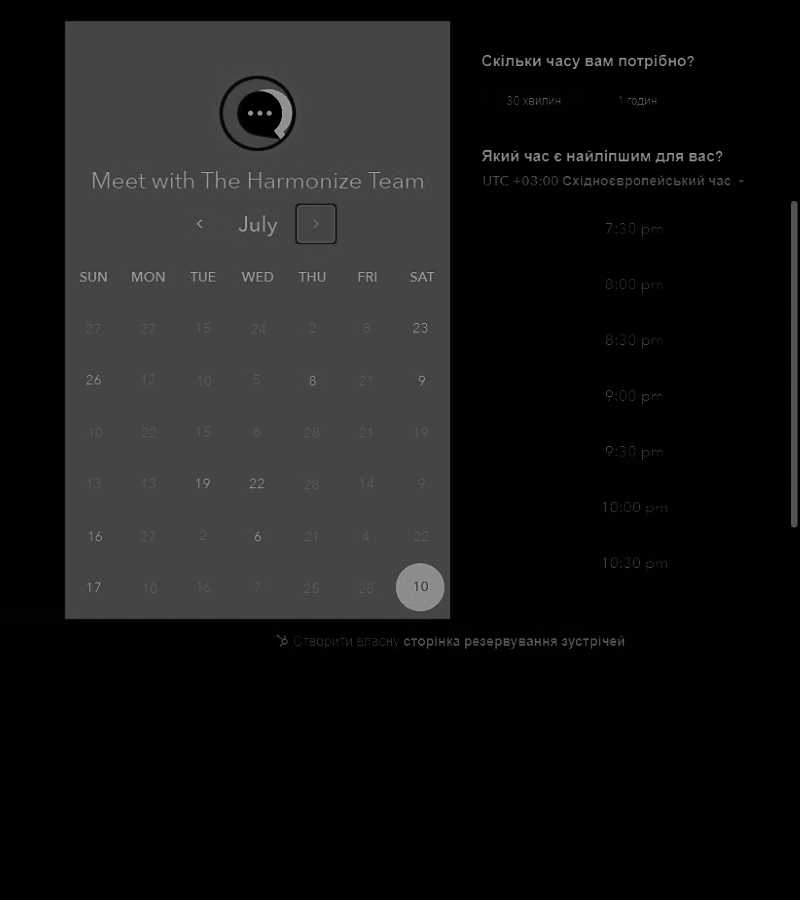 Meet with The Harmonize Team
July
SUN MON TUE WED THU FRI SAT
27 27 15 24 2 8 23
26 12 10 5 8 21 9
10 22 15 6 28 21 19
13 13 19 22 28 14 9
16 27 2 6 21 4 22
17 10 16 7 25 28 10
Скільки часу вам потрібно?
30 хвилин 1 годин
Який час є найліпшим для вас?
UTC +03:00 Східноєвропейський час
7:30 pm
8:00 pm
8:30 pm
9:00 pm
9:30 pm
10:00 pm
10:30 pm
Створити власну сторінка резервування зустрічей